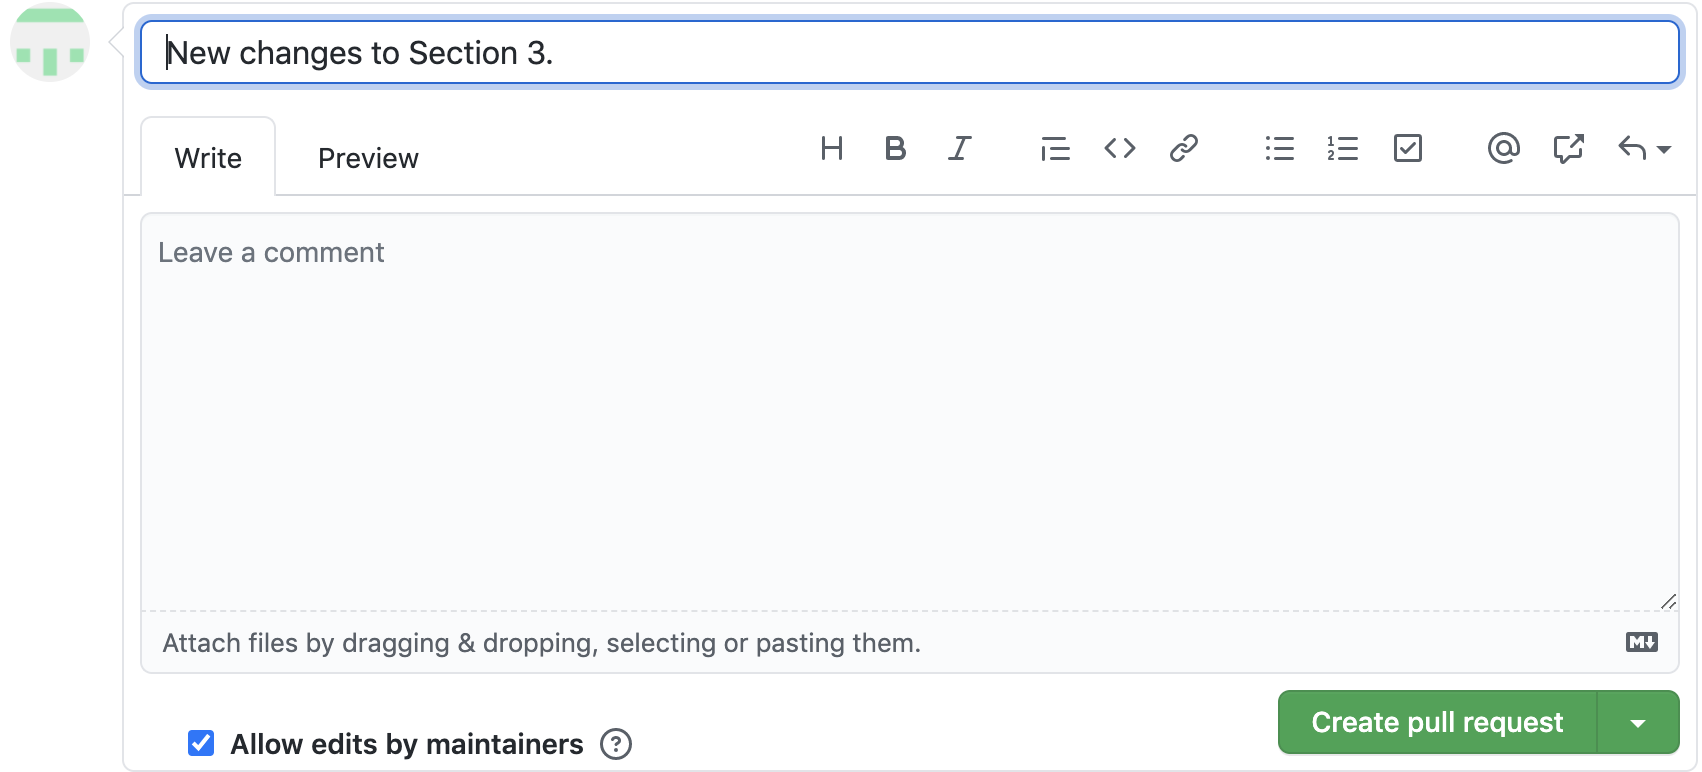 New changes to Section 3.
Write Preview
Leave a comment
Attach files by dragging & dropping, selecting or pasting them.
Allow edits by maintainers
Create pull request